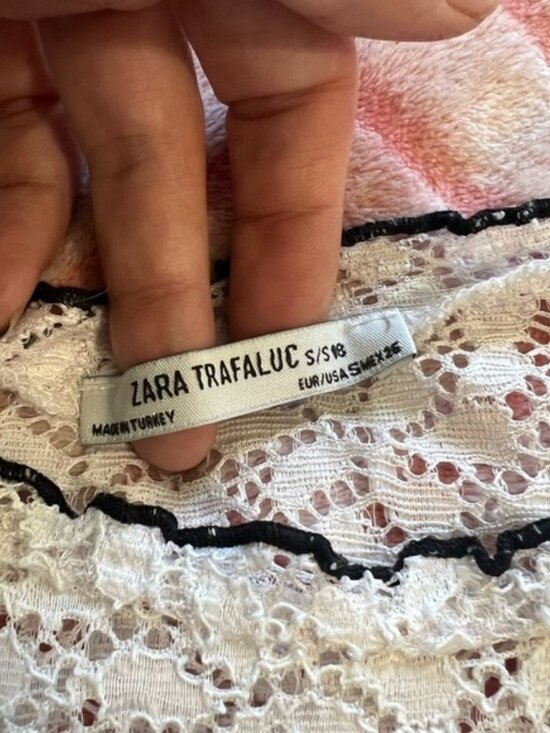 ZARA TRAFALUC S/S18
EUR/USA S MEX 26
MADE IN TURKEY